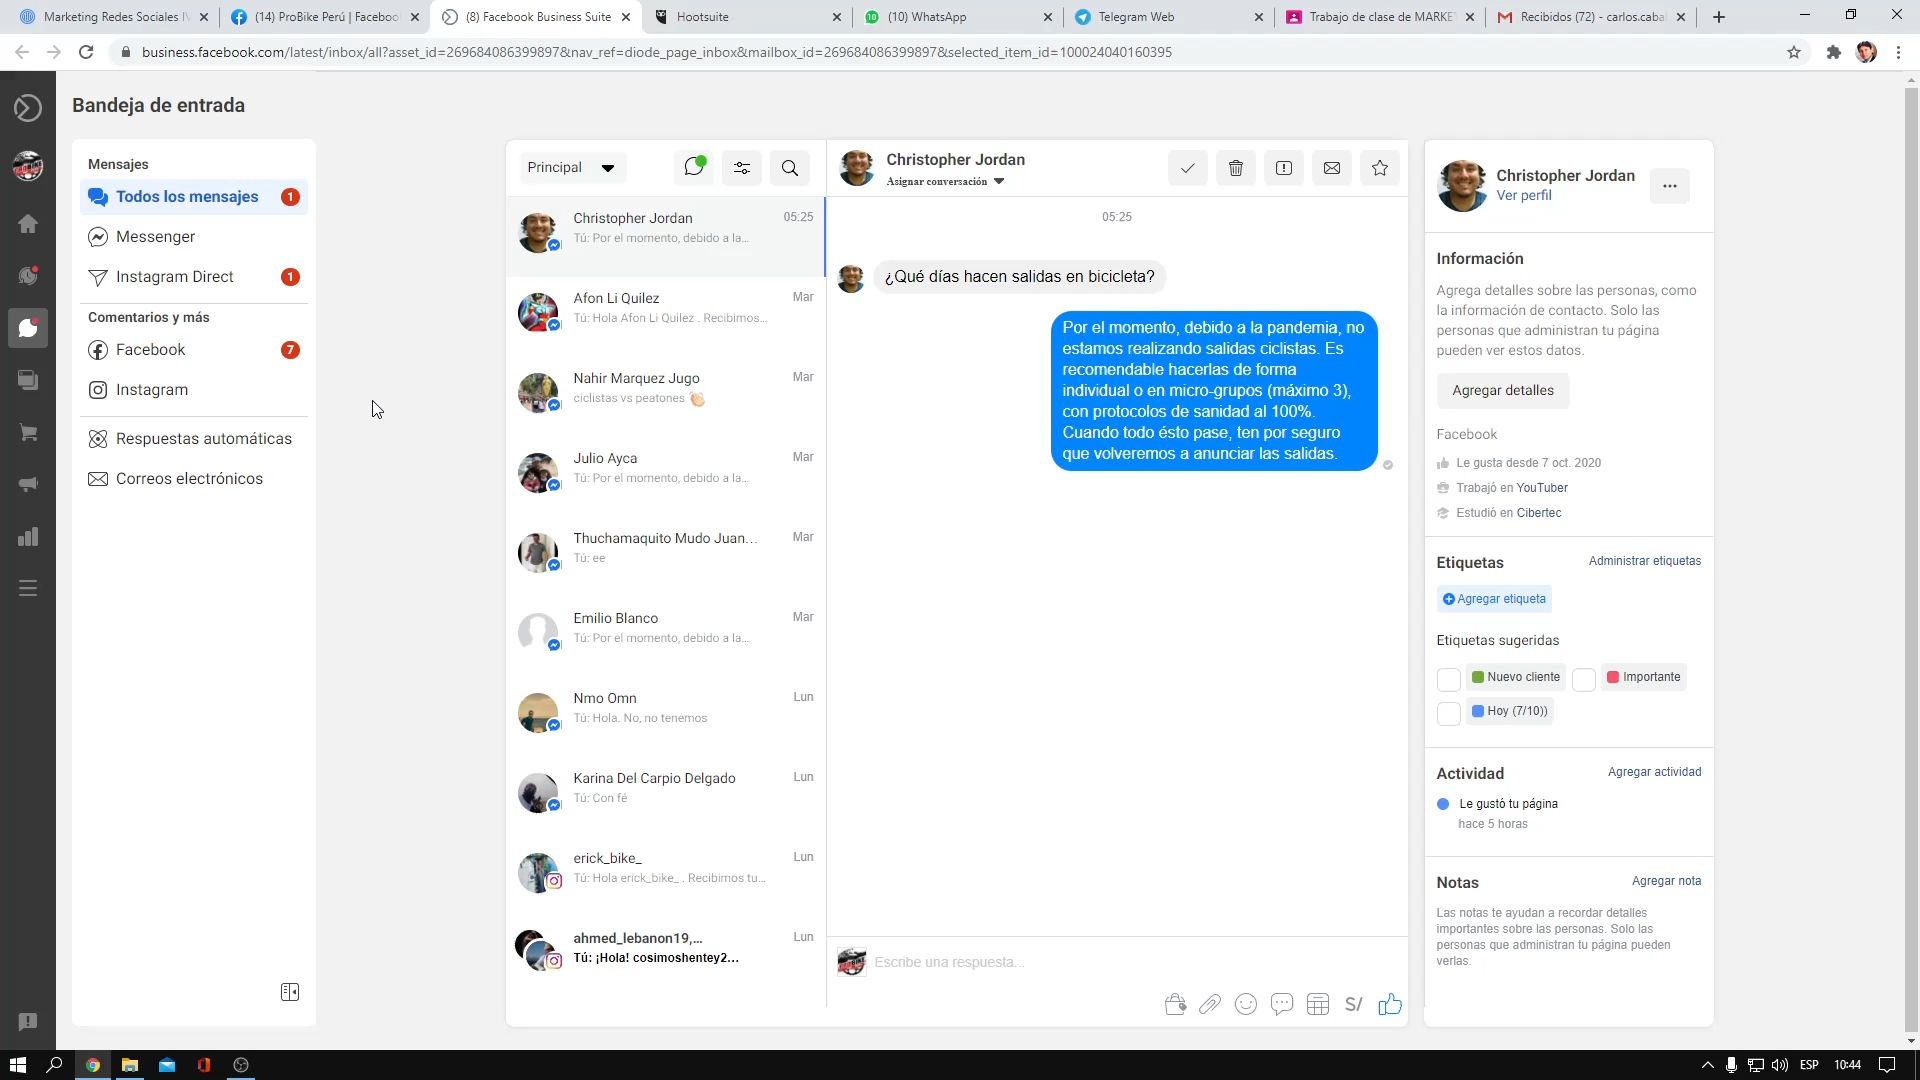 Marketing Redes Sociales IV
(14) ProBike Perú | Facebook
(8) Facebook Business Suite
Hootsuite
(10) WhatsApp
Telegram Web
Trabajo de clase de MARKE
Recibidos (72) - carlos.caba
business.facebook.com/latest/inbox/all?asset_id=269684086399897&nav_ref=diode_page_inbox&mailbox_id=269684086399897&selected_item_id=100024040160395
Bandeja de entrada
Mensajes
Todos los mensajes 1
Messenger
Instagram Direct 1
Comentarios y más
Facebook 7
Instagram
Respuestas automáticas
Correos electrónicos
Principal
Christopher Jordan 05:25
Tú: Por el momento, debido a la...
Afon Li Quilez Mar
Tú: Hola Afon Li Quilez . Recibimos...
Nahir Marquez Jugo Mar
ciclistas vs peatones
Julio Ayca Mar
Tú: Por el momento, debido a la...
Thuchamaquito Mudo Juan... Mar
Tú: ee
Emilio Blanco Mar
Tú: Por el momento, debido a la...
Nmo Omn Lun
Tú: Hola. No, no tenemos
Karina Del Carpio Delgado Lun
Tú: Con fé
erick_bike_ Lun
Tú: Hola erick_bike_ . Recibimos tu...
ahmed_lebanon19,... Lun
Tú: ¡Hola! cosimoshentey2...
Christopher Jordan
Asignar conversación
05:25
¿Qué días hacen salidas en bicicleta?
Por el momento, debido a la pandemia, no
estamos realizando salidas ciclistas. Es
recomendable hacerlas de forma
individual o en micro-grupos (máximo 3),
con protocolos de sanidad al 100%.
Cuando todo ésto pase, ten por seguro
que volveremos a anunciar las salidas.
Escribe una respuesta...
S/
Christopher Jordan
Ver perfil
Información
Agrega detalles sobre las personas, como
la información de contacto. Solo las
personas que administran tu página
pueden ver estos datos.
Agregar detalles
Facebook
Le gusta desde 7 oct. 2020
Trabajó en YouTuber
Estudió en Cibertec
Etiquetas Administrar etiquetas
Agregar etiqueta
Etiquetas sugeridas
Nuevo cliente Importante
Hoy (7/10))
Actividad Agregar actividad
Le gustó tu página
hace 5 horas
Notas Agregar nota
Las notas te ayudan a recordar detalles
importantes sobre las personas. Solo las
personas que administran tu página pueden
verlas.
ESP 10:44